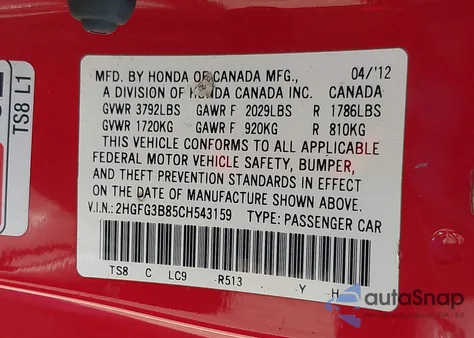 MFD. BY HONDA OF CANADA MFG., 04/'12
A DIVISION OF HONDA CANADA INC. CANADA
GVWR 3792LBS GAWR F 2029LBS R 1786LBS
GVWR 1720KG GAWR F 920KG R 810KG
THIS VEHICLE CONFORMS TO ALL APPLICABLE
FEDERAL MOTOR VEHICLE SAFETY, BUMPER,
AND THEFT PREVENTION STANDARDS IN EFFECT
ON THE DATE OF MANUFACTURE SHOWN ABOVE.
V.I.N.:2HGFG3B85CH543159 TYPE: PASSENGER CAR
TS8 C LC9 R513 Y H
TS8 L1
autoSnap